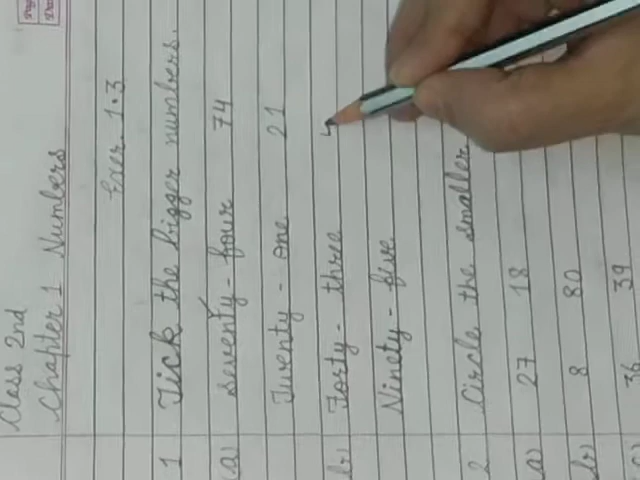 Class 2nd
Chapter 1 Numbers
Exer. 1.3
1 Tick the bigger numbers.
(a) Seventy-four 74
Twenty-one 21
(b) Forty-three
Ninety-five
2 Circle the smaller
(a) 27 18
(b) 8 80
(c) 36 39